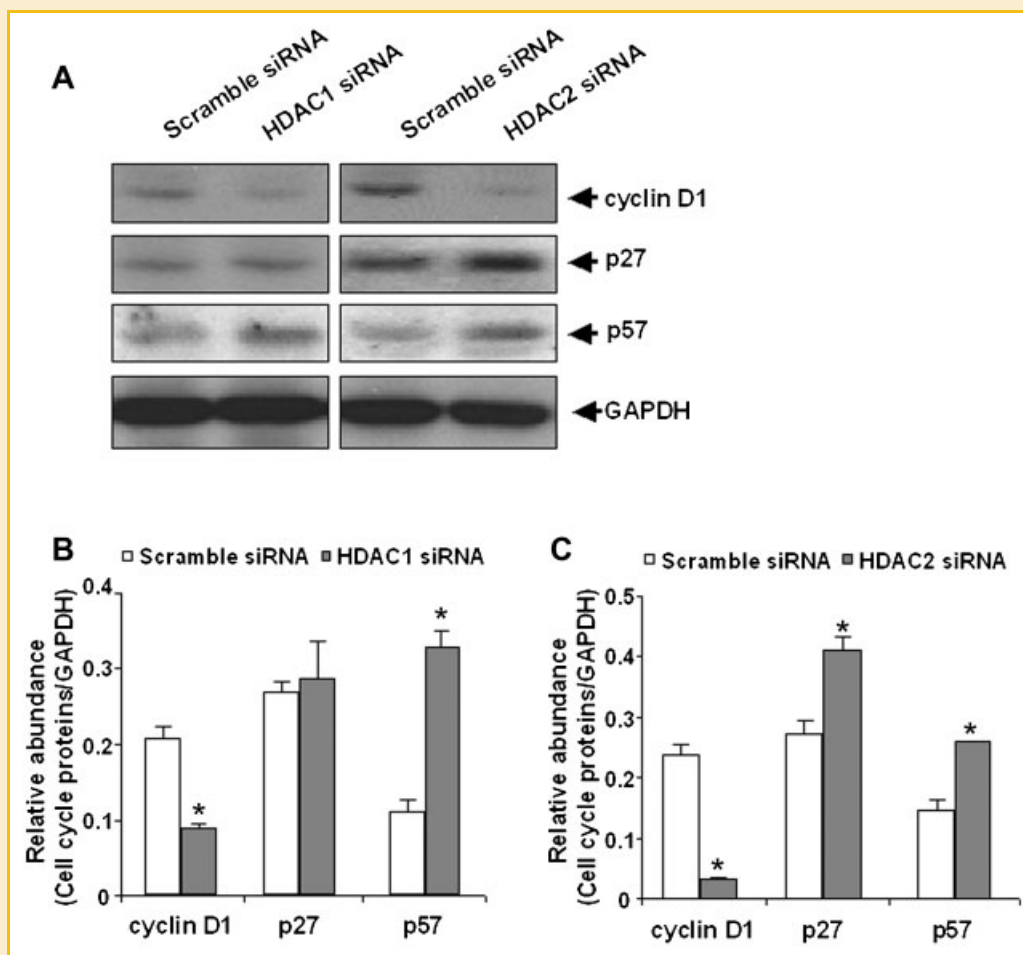 A
Scramble siRNA
HDAC1 siRNA
Scramble siRNA
HDAC2 siRNA
cyclin D1
p27
p57
GAPDH
B
Scramble siRNA HDAC1 siRNA
Relative abundance
(Cell cycle proteins/GAPDH)
0.4
0.3
0.2
0.1
0
*
*
cyclin D1 p27 p57
C
Scramble siRNA HDAC2 siRNA
Relative abundance
(Cell cycle proteins/GAPDH)
0.5
0.4
0.3
0.2
0.1
0
*
*
*
cyclin D1 p27 p57